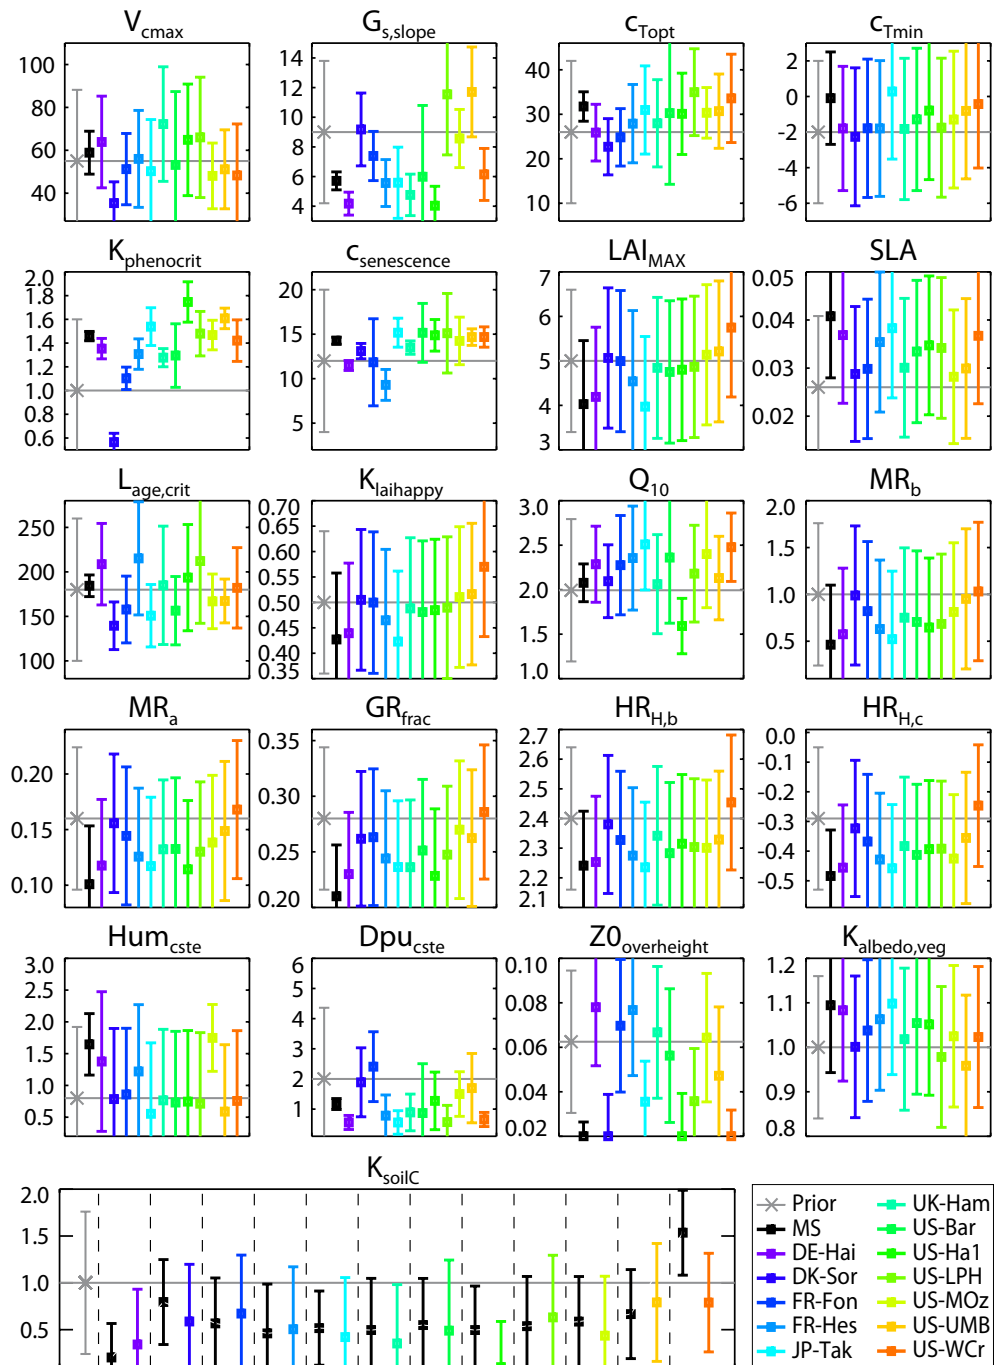 V_cmax G_s,slope c_Topt c_Tmin
100 80 60 40
14 12 10 8 6 4
40 30 20 10
2 0 -2 -4 -6
K_phenocrit c_senescence LAI_MAX SLA
2.0 1.8 1.6 1.4 1.2 1.0 0.8 0.6
20 15 10 5
7 6 5 4 3
0.05 0.04 0.03 0.02
L_age,crit K_laihappy Q_10 MR_b
250 200 150 100
0.70 0.65 0.60 0.55 0.50 0.45 0.40 0.35
3.0 2.5 2.0 1.5 1.0
2.0 1.5 1.0 0.5
MR_a GR_frac HR_H,b HR_H,c
0.20 0.15 0.10
0.35 0.30 0.25 0.20
2.7 2.6 2.5 2.4 2.3 2.2 2.1
0.0 -0.1 -0.2 -0.3 -0.4 -0.5
Hum_cste Dpu_cste Z0_overheight K_albedo,veg
3.0 2.5 2.0 1.5 1.0 0.5
6 5 4 3 2 1
0.10 0.08 0.06 0.04 0.02
1.2 1.1 1.0 0.9 0.8
K_soilC
2.0 1.5 1.0 0.5
Prior
MS
DE-Hai
DK-Sor
FR-Fon
FR-Hes
JP-Tak
UK-Ham
US-Bar
US-Ha1
US-LPH
US-MOz
US-UMB
US-WCr